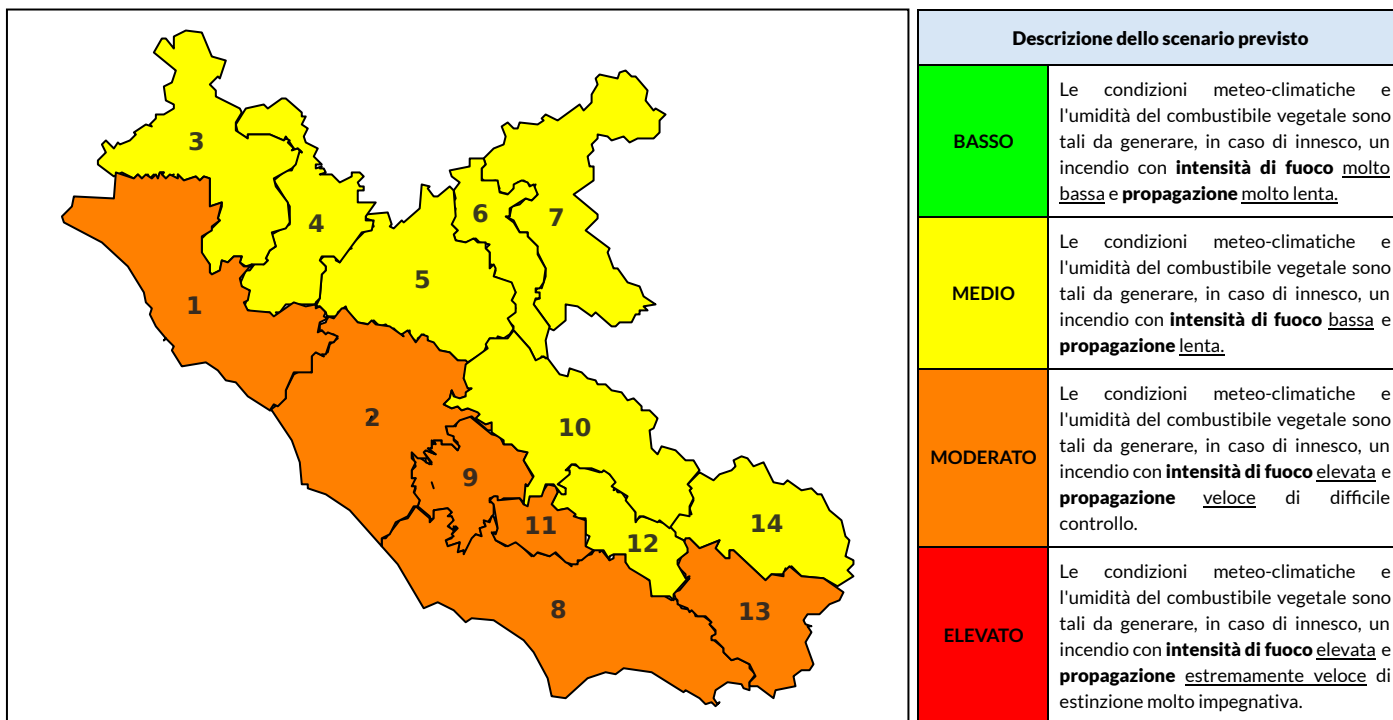 3
4
6
7
5
1
2
10
9
11
12
14
8
13
Descrizione dello scenario previsto
BASSO
Le condizioni meteo-climatiche e
l'umidità del combustibile vegetale sono
tali da generare, in caso di innesco, un
incendio con intensità di fuoco molto
bassa e propagazione molto lenta.
MEDIO
Le condizioni meteo-climatiche e
l'umidità del combustibile vegetale sono
tali da generare, in caso di innesco, un
incendio con intensità di fuoco bassa e
propagazione lenta.
MODERATO
Le condizioni meteo-climatiche e
l'umidità del combustibile vegetale sono
tali da generare, in caso di innesco, un
incendio con intensità di fuoco elevata e
propagazione veloce di difficile
controllo.
ELEVATO
Le condizioni meteo-climatiche e
l'umidità del combustibile vegetale sono
tali da generare, in caso di innesco, un
incendio con intensità di fuoco elevata e
propagazione estremamente veloce di
estinzione molto impegnativa.